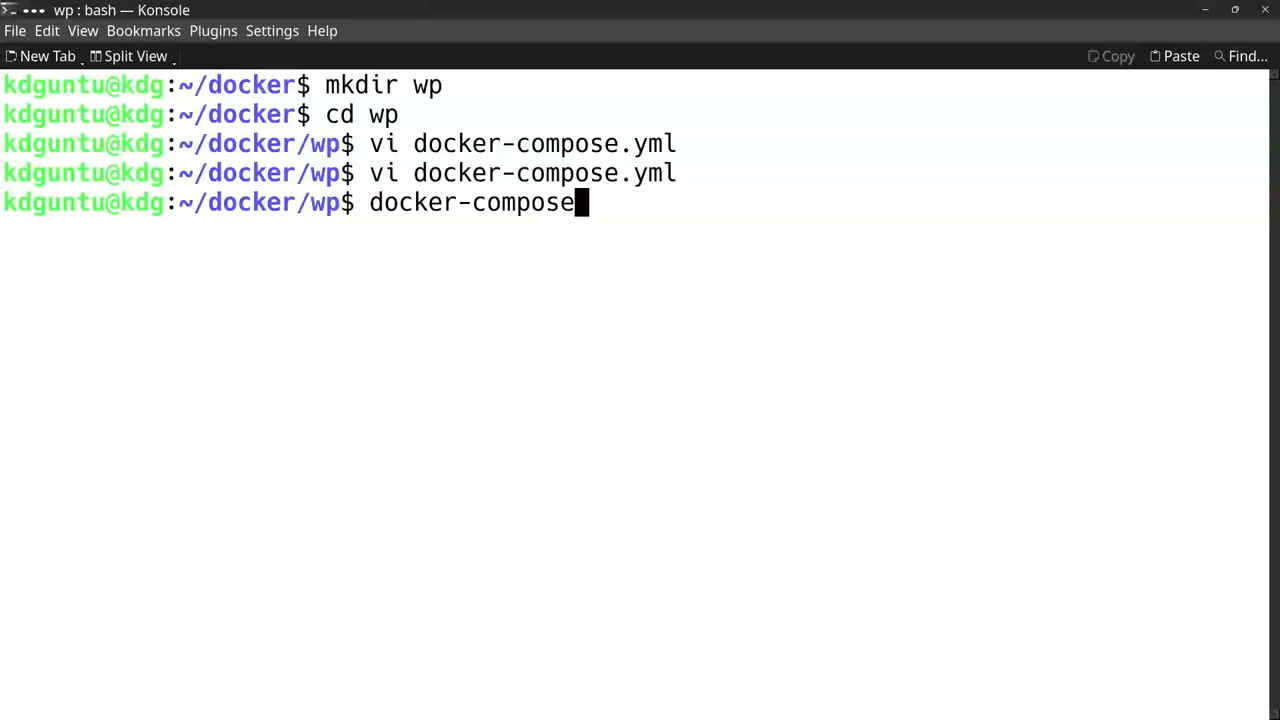 wp : bash — Konsole
File Edit View Bookmarks Plugins Settings Help
New Tab Split View Copy Paste Find...
kdguntu@kdg:~/docker$ mkdir wp
kdguntu@kdg:~/docker$ cd wp
kdguntu@kdg:~/docker/wp$ vi docker-compose.yml
kdguntu@kdg:~/docker/wp$ vi docker-compose.yml
kdguntu@kdg:~/docker/wp$ docker-compose